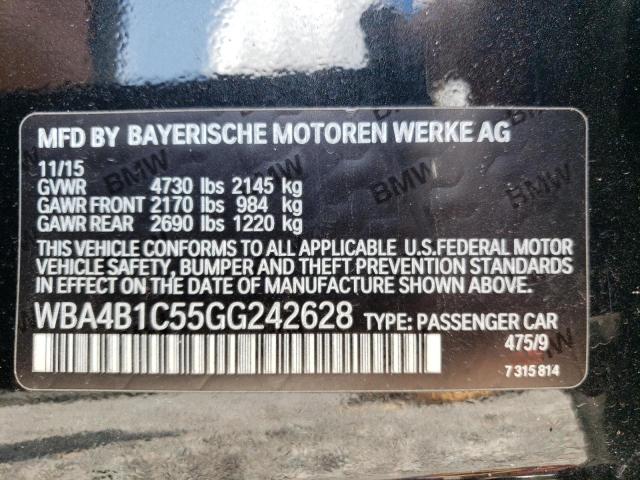 MFD BY BAYERISCHE MOTOREN WERKE AG
11/15
GVWR 4730 lbs 2145 kg
GAWR FRONT 2170 lbs 984 kg
GAWR REAR 2690 lbs 1220 kg
THIS VEHICLE CONFORMS TO ALL APPLICABLE U.S.FEDERAL MOTOR
VEHICLE SAFETY, BUMPER AND THEFT PREVENTION STANDARDS
IN EFFECT ON THE DATE OF MANUFACTURE SHOWN ABOVE.
WBA4B1C55GG242628 TYPE: PASSENGER CAR
475/9
7 315 814
BMW
BMW
BMW